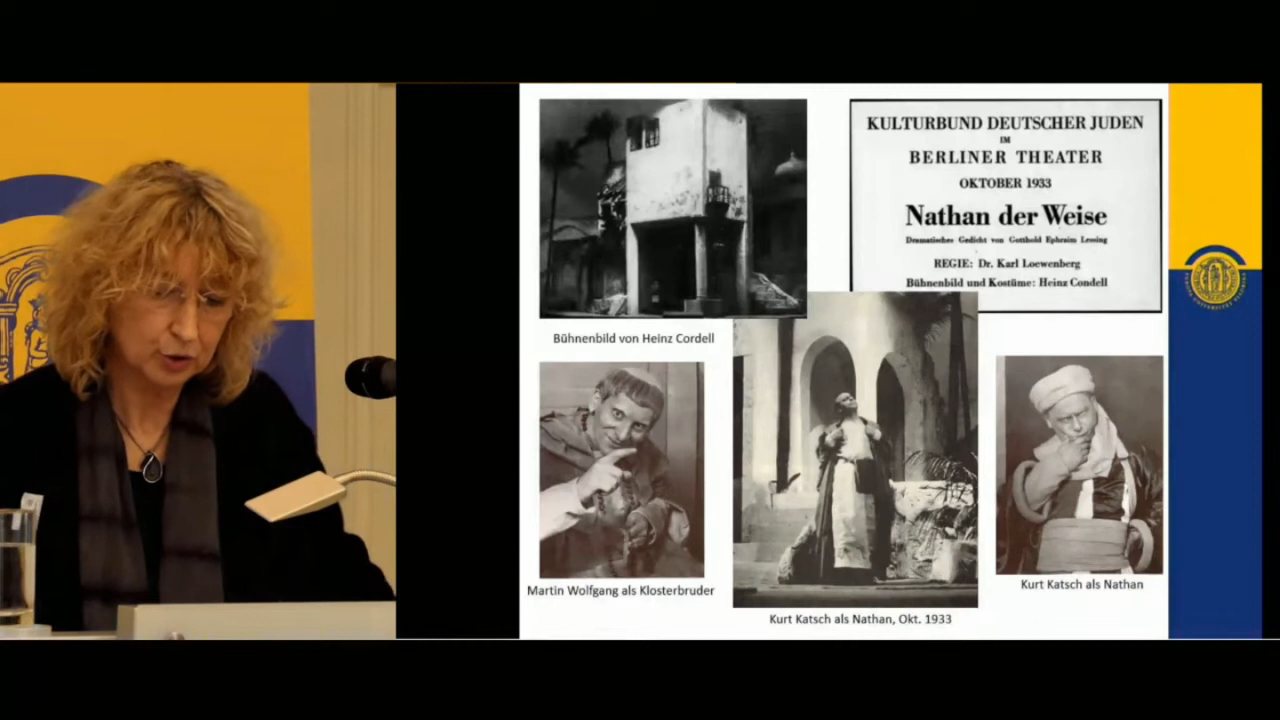 KULTURBUND DEUTSCHER JUDEN
IM
BERLINER THEATER
OKTOBER 1933
Nathan der Weise
Dramatisches Gedicht von Gotthold Ephraim Lessing
REGIE: Dr. Karl Loewenberg
Bühnenbild und Kostüme: Heinz Condell
Bühnenbild von Heinz Cordell
Martin Wolfgang als Klosterbruder
Kurt Katsch als Nathan
Kurt Katsch als Nathan, Okt. 1933